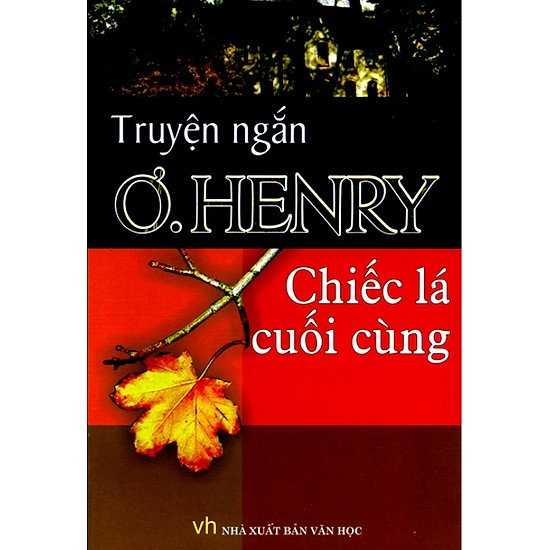 Truyện ngắn
Ơ.HENRY
Chiếc lá
cuối cùng
vh NHÀ XUẤT BẢN VĂN HỌC